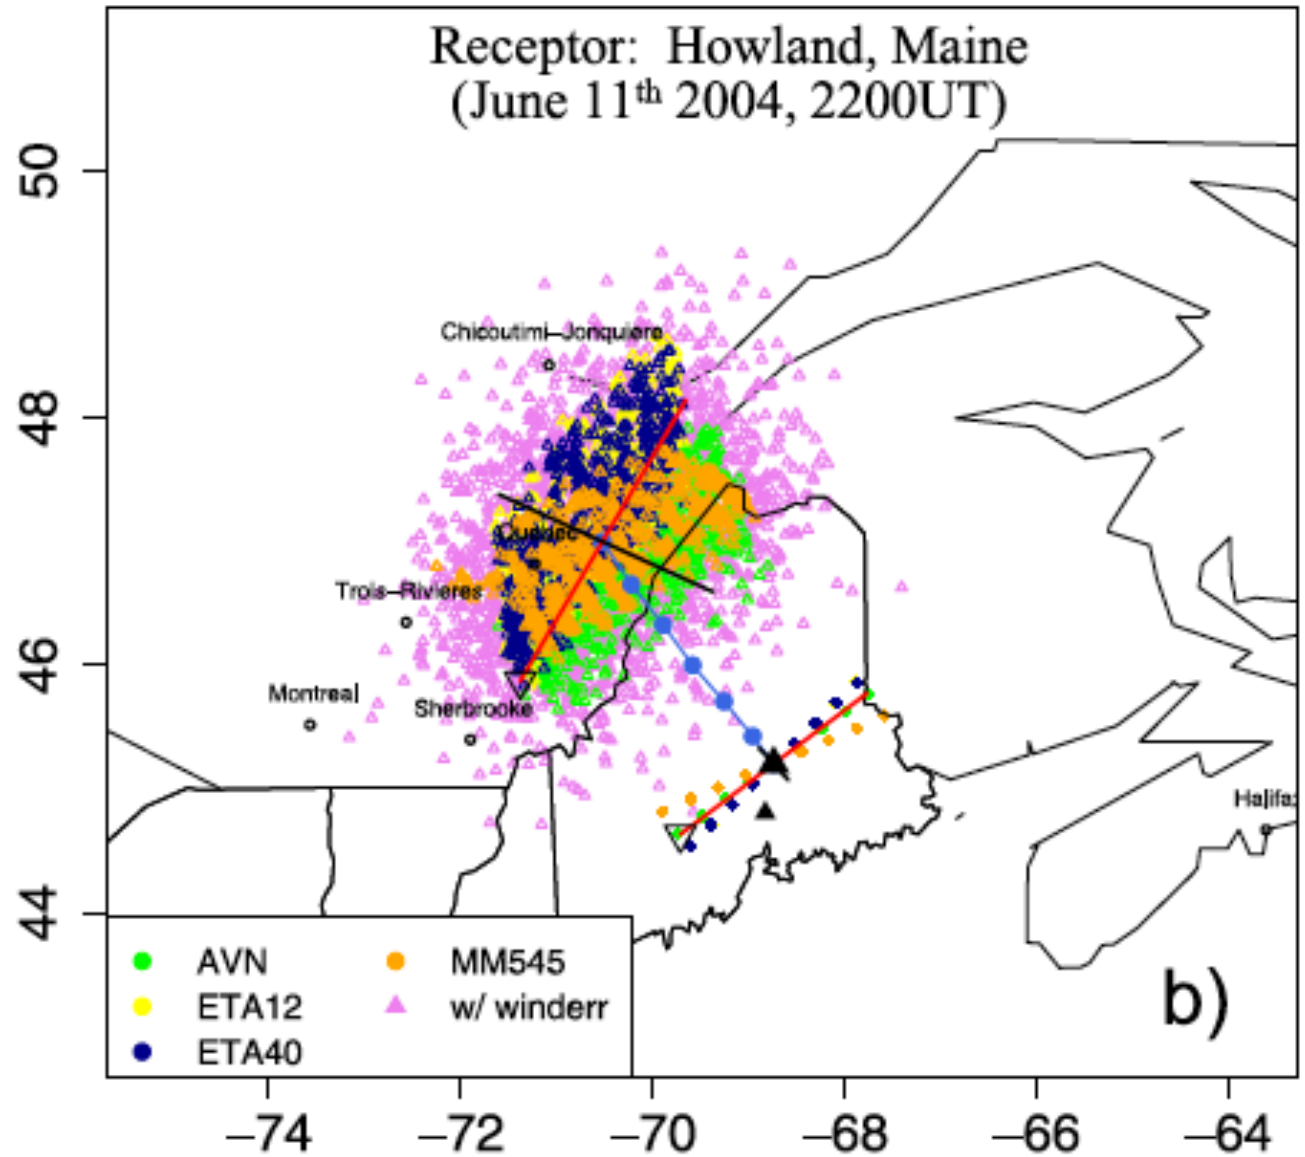 Receptor: Howland, Maine
(June 11th 2004, 2200UT)
50
48
46
44
Chicoutimi–Jonquiere
Quebec
Trois–Rivieres
Montreal
Sherbrooke
Halifa
b)
AVN
MM545
ETA12
w/ winderr
ETA40
–74
–72
–70
–68
–66
–64